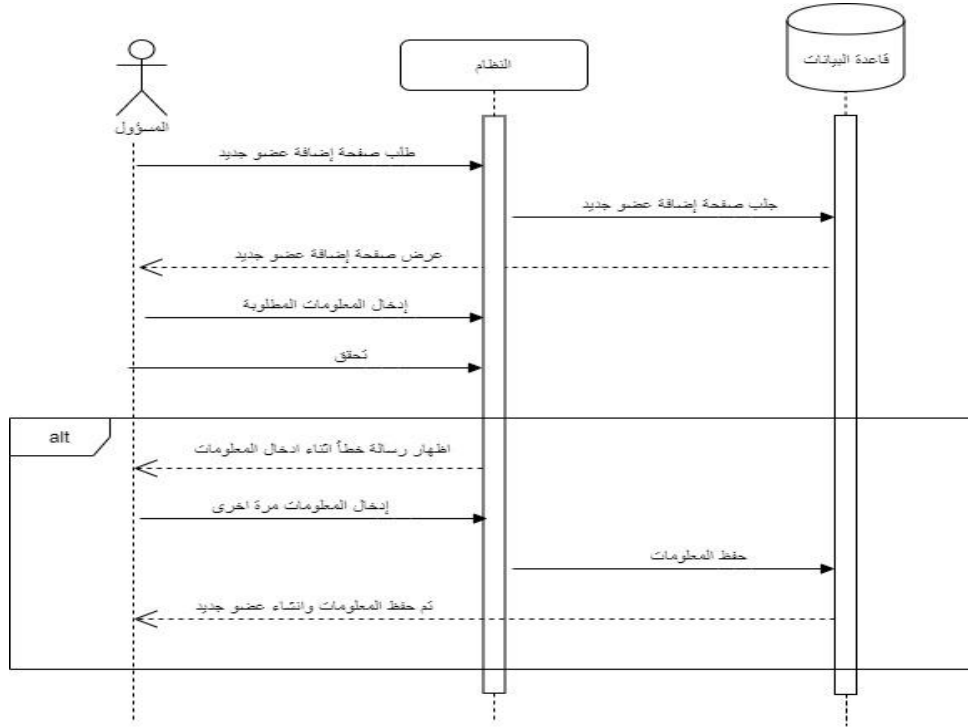 النظام
قاعدة البيانات
المسؤول
طلب صفحة إضافة عضو جديد
جلب صفحة إضافة عضو جديد
عرض صفحة إضافة عضو جديد
إدخال المعلومات المطلوبة
تحقق
alt
اظهار رسالة خطأ اثناء ادخال المعلومات
إدخال المعلومات مرة اخرى
حفظ المعلومات
تم حفظ المعلومات وانشاء عضو جديد